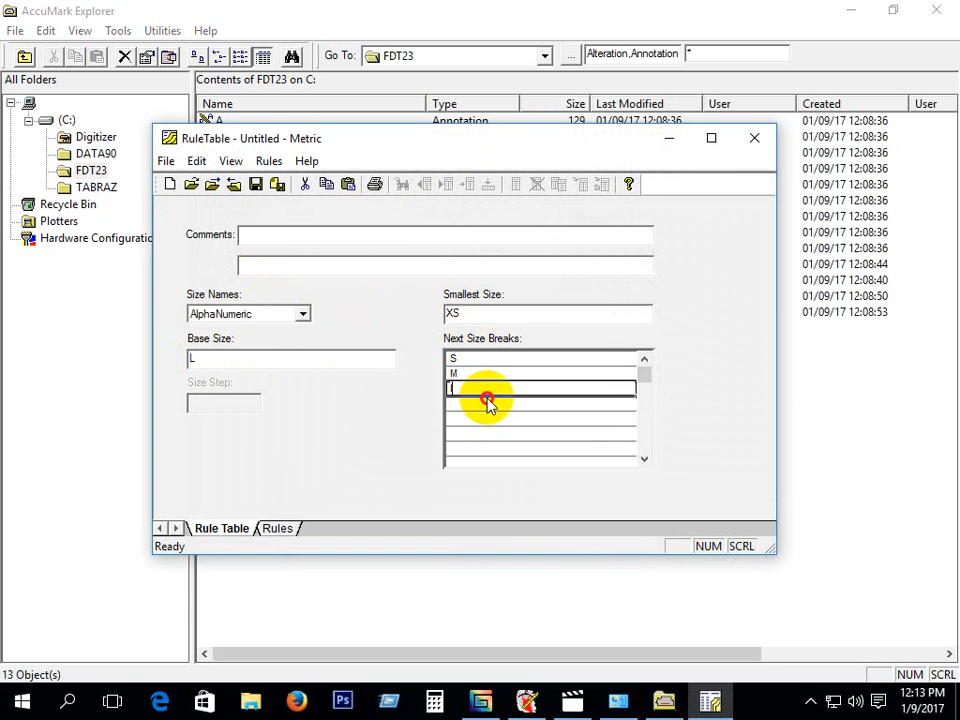 AccuMark Explorer
File Edit View Tools Utilities Help
Go To: FDT23 ... Alteration,Annotation *
All Folders
Contents of FDT23 on C:
Name Type Size Last Modified User Created User
(C:)
Digitizer
DATA90
FDT23
TABRAZ
Recycle Bin
Plotters
Hardware Configuratio
A Annotation 129 01/09/17 12:08:36 01/09/17 12:08:36
01/09/17 12:08:36
01/09/17 12:08:36
01/09/17 12:08:36
01/09/17 12:08:36
01/09/17 12:08:36
01/09/17 12:08:36
01/09/17 12:08:36
01/09/17 12:08:36
01/09/17 12:08:44
01/09/17 12:08:40
01/09/17 12:08:50
01/09/17 12:08:53
RuleTable - Untitled - Metric
File Edit View Rules Help
Comments:
Size Names:
AlphaNumeric
Smallest Size:
XS
Base Size:
L
Next Size Breaks:
S
M
Size Step:
Rule Table Rules
Ready NUM SCRL
13 Object(s) NUM SCRL
12:13 PM
1/9/2017